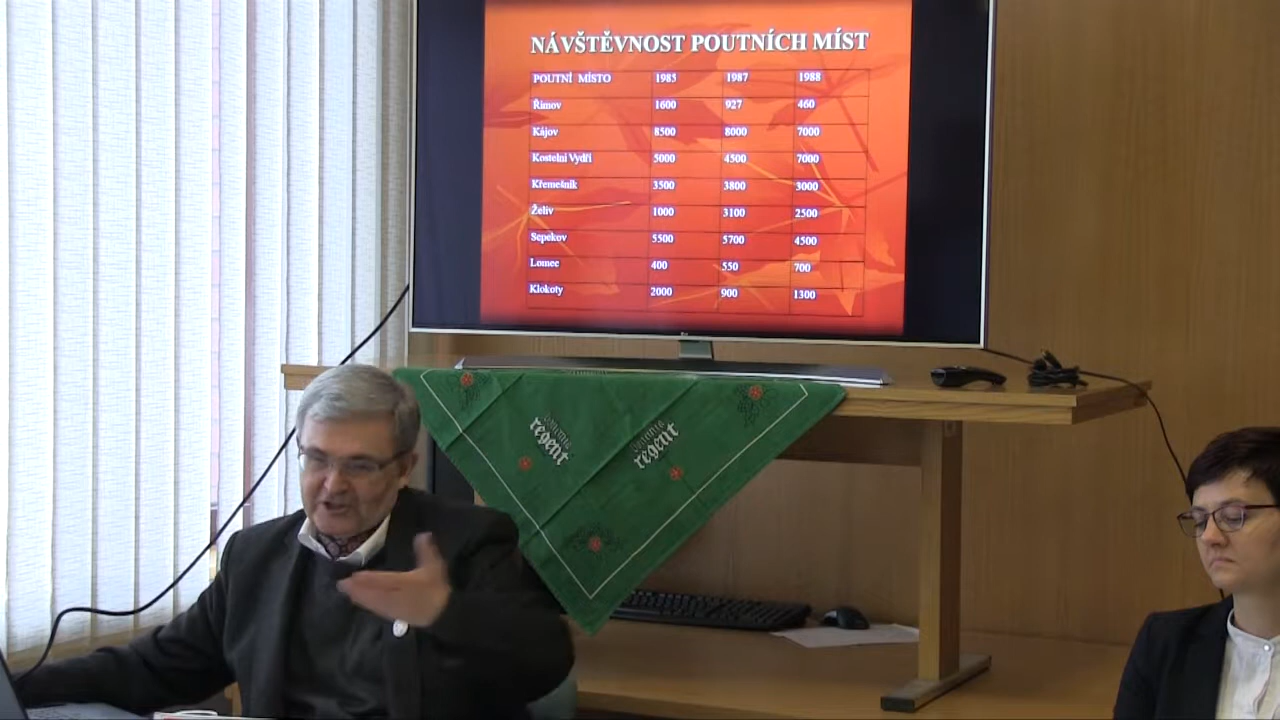 NÁVŠTĚVNOST POUTNÍCH MÍST
POUTNÍ MÍSTO 1985 1987 1988
Římov 1600 927 460
Kájov 8500 8000 7000
Kostelní Vydří 5000 4500 7000
Křemešník 3500 3800 3000
Želiv 1000 3100 2500
Sepekov 5500 5700 4500
Lomec 400 550 700
Klokoty 2000 900 1300
regent
regent